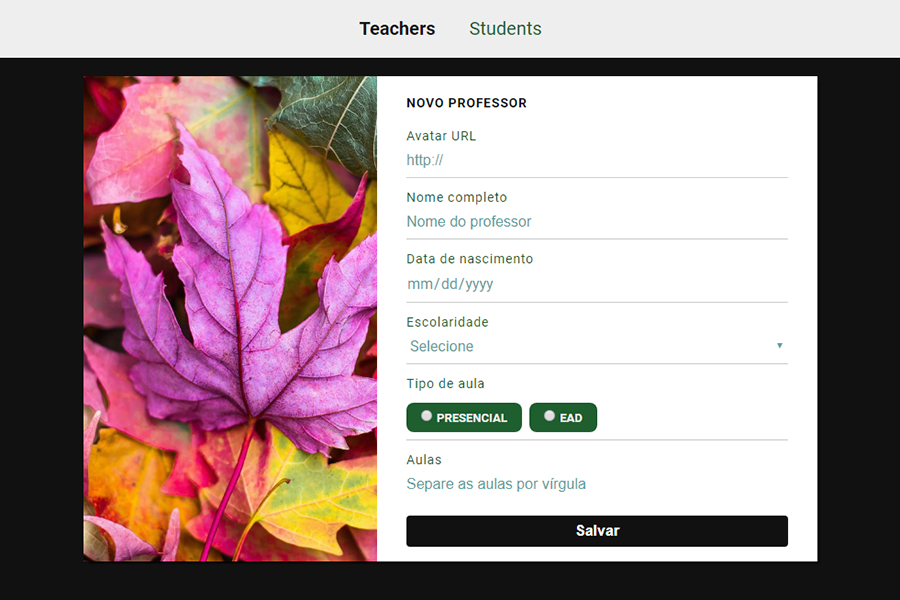 Teachers Students
NOVO PROFESSOR
Avatar URL
http://
Nome completo
Nome do professor
Data de nascimento
mm/dd/yyyy
Escolaridade
Selecione
Tipo de aula
PRESENCIAL EAD
Aulas
Separe as aulas por vírgula
Salvar